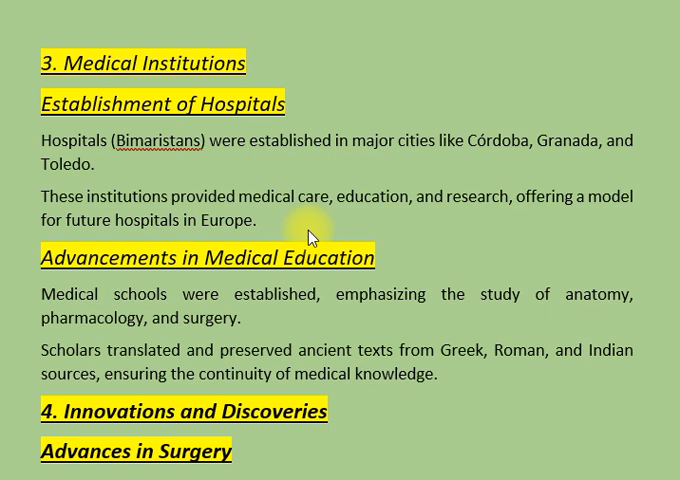 3. Medical Institutions
Establishment of Hospitals
Hospitals (Bimaristans) were established in major cities like Córdoba, Granada, and
Toledo.
These institutions provided medical care, education, and research, offering a model
for future hospitals in Europe.
Advancements in Medical Education
Medical schools were established, emphasizing the study of anatomy,
pharmacology, and surgery.
Scholars translated and preserved ancient texts from Greek, Roman, and Indian
sources, ensuring the continuity of medical knowledge.
4. Innovations and Discoveries
Advances in Surgery